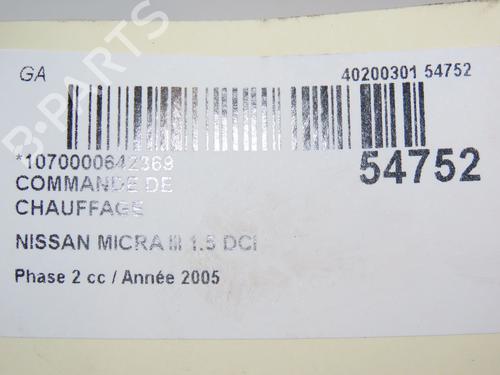 GA
40200301 54752
*1070000642369
54752
COMMANDE DE
CHAUFFAGE
NISSAN MICRA III 1.5 DCI
Phase 2 cc / Année 2005
B-PARTS